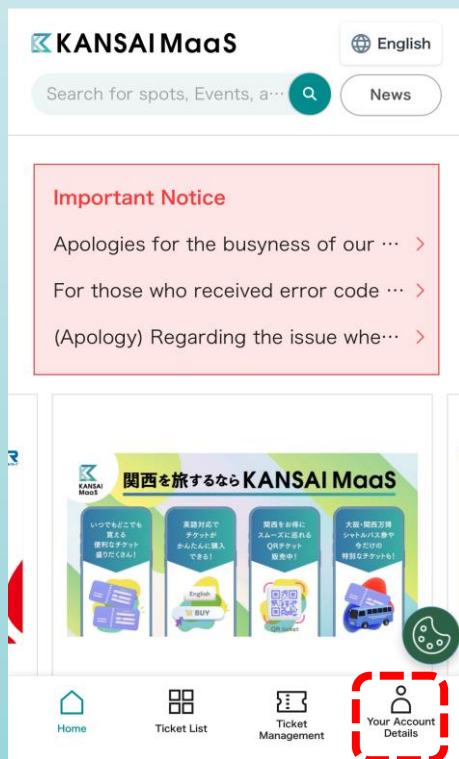 KANSAI MaaS
English
Search for spots, Events, a…
News
Important Notice
Apologies for the busyness of our …
For those who received error code …
(Apology) Regarding the issue whe…
KANSAI
MaaS
関西を旅するならKANSAI MaaS
いつでもどこでも
買える
便利なチケット
盛りだくさん！
英語対応で
チケットが
かんたんに購入
できる！
English
BUY
関西をお得に
スムーズに巡れる
QRチケット
販売中！
QR ticket
大阪・関西万博
シャトルバス券や
今だけの
特別なチケットも！
Home
Ticket List
Ticket
Management
Your Account
Details